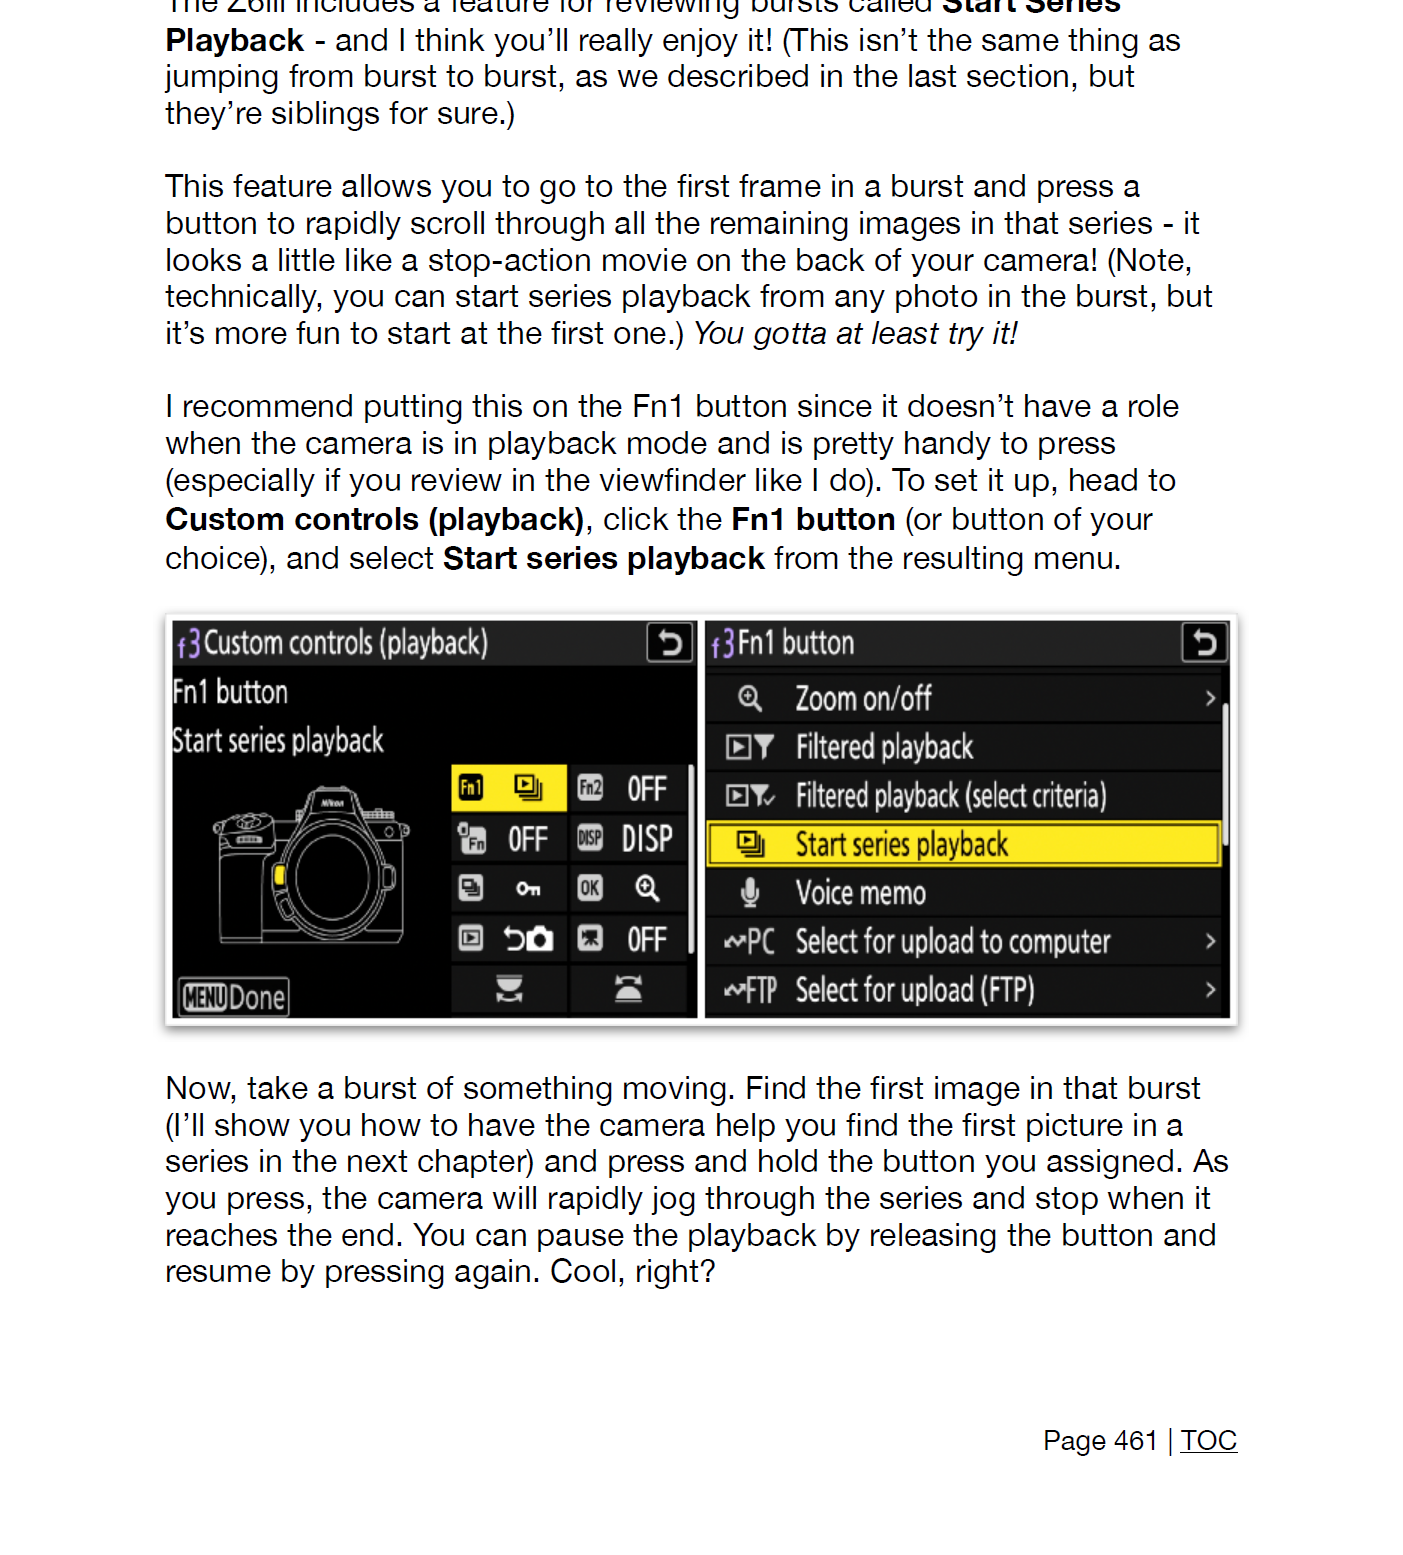 The Z6III includes a feature for reviewing bursts called Start Series
Playback - and I think you’ll really enjoy it! (This isn’t the same thing as
jumping from burst to burst, as we described in the last section, but
they’re siblings for sure.)
This feature allows you to go to the first frame in a burst and press a
button to rapidly scroll through all the remaining images in that series - it
looks a little like a stop-action movie on the back of your camera! (Note,
technically, you can start series playback from any photo in the burst, but
it’s more fun to start at the first one.) You gotta at least try it!
I recommend putting this on the Fn1 button since it doesn’t have a role
when the camera is in playback mode and is pretty handy to press
(especially if you review in the viewfinder like I do). To set it up, head to
Custom controls (playback), click the Fn1 button (or button of your
choice), and select Start series playback from the resulting menu.
f3 Custom controls (playback)
Fn1 button
Start series playback
Nikon
Fn1
Fn2 OFF
Fn OFF
DISP DISP
OK
OFF
MENU Done
f3 Fn1 button
Zoom on/off
Filtered playback
Filtered playback (select criteria)
Start series playback
Voice memo
PC Select for upload to computer
FTP Select for upload (FTP)
Now, take a burst of something moving. Find the first image in that burst
(I’ll show you how to have the camera help you find the first picture in a
series in the next chapter) and press and hold the button you assigned. As
you press, the camera will rapidly jog through the series and stop when it
reaches the end. You can pause the playback by releasing the button and
resume by pressing again. Cool, right?
Page 461 | TOC